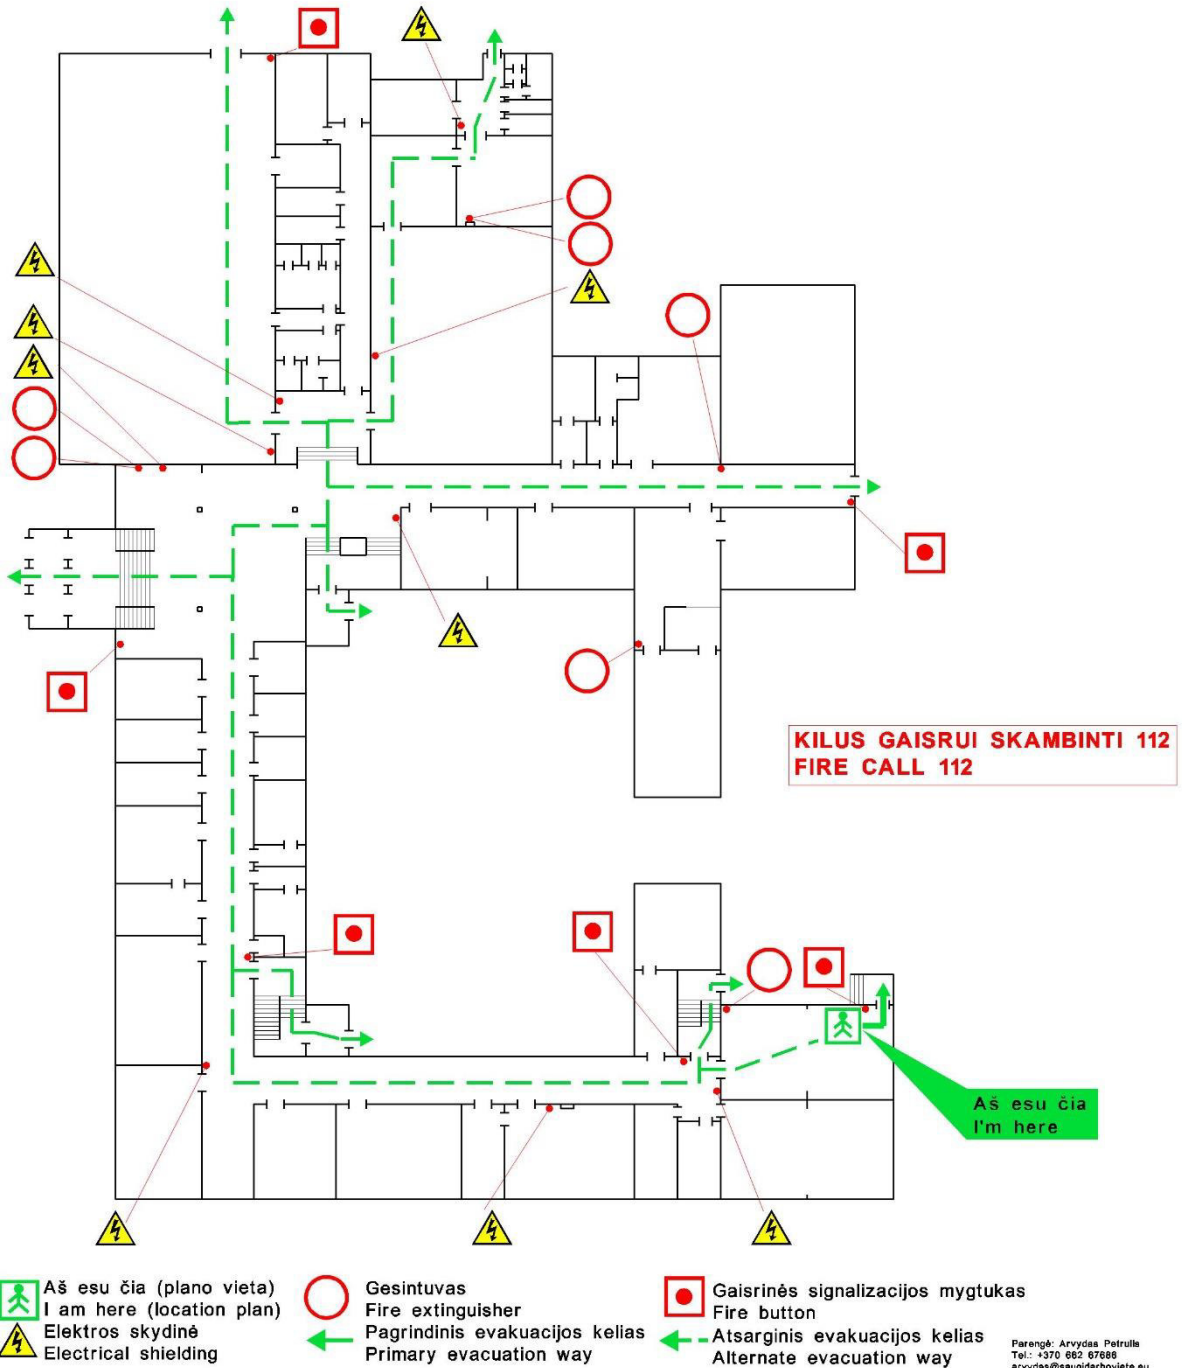 KILUS GAISRUI SKAMBINTI 112
FIRE CALL 112
Aš esu čia
I'm here
Aš esu čia (plano vieta)
I am here (location plan)
Elektros skydinė
Electrical shielding
Gesintuvas
Fire extinguisher
Pagrindinis evakuacijos kelias
Primary evacuation way
Gaisrinės signalizacijos mygtukas
Fire button
Atsarginis evakuacijos kelias
Alternate evacuation way
Parengė: Arvydas Petrulis
Tel.: +370 662 67686